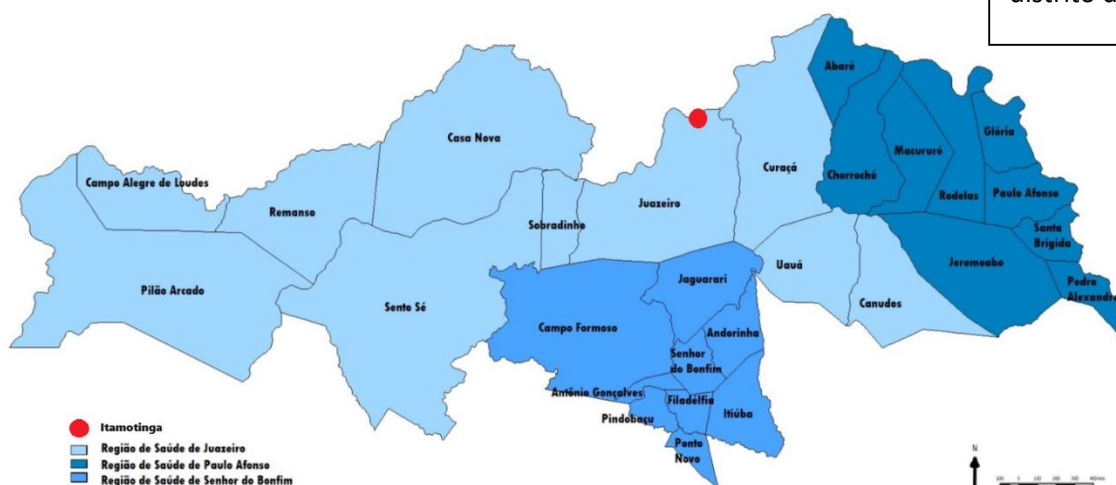 distrito d
Abaré
Glória
Casa Nova
Macururé
Curaçá
Chorrochó
Campo Alegre de Loudes
Rodelas
Paulo Afonso
Remanso
Juazeiro
Sobradinho
Santa
Brígida
Uauá
Jeremoabo
Jaguarari
Pilão Arcado
Sento Sé
Canudos
Pedro
Alexandre
Campo Formoso
Andorinha
Senhor
do Bonfim
Antônio Gonçalves
Filadélfia
Itiúba
Pindobaçu
Ponto
Novo
Itamotinga
Região de Saúde de Juazeiro
Região de Saúde de Paulo Afonso
Região de Saúde de Senhor do Bonfim
N